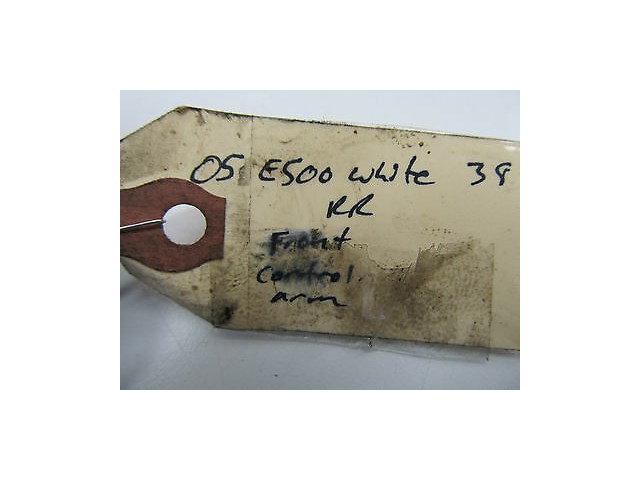 05 E500 white 39
RR
Front
Control
arm